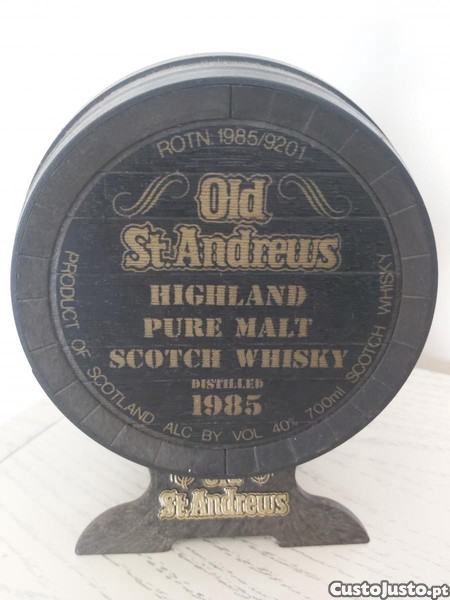 ROTN. 1985/9201
Old
St. Andrews
HIGHLAND
PURE MALT
SCOTCH WHISKY
DISTILLED
1985
PRODUCT OF SCOTLAND ALC BY VOL 40% 700ml SCOTCH WHISKY
St. Andrews
CustoJusto.pt